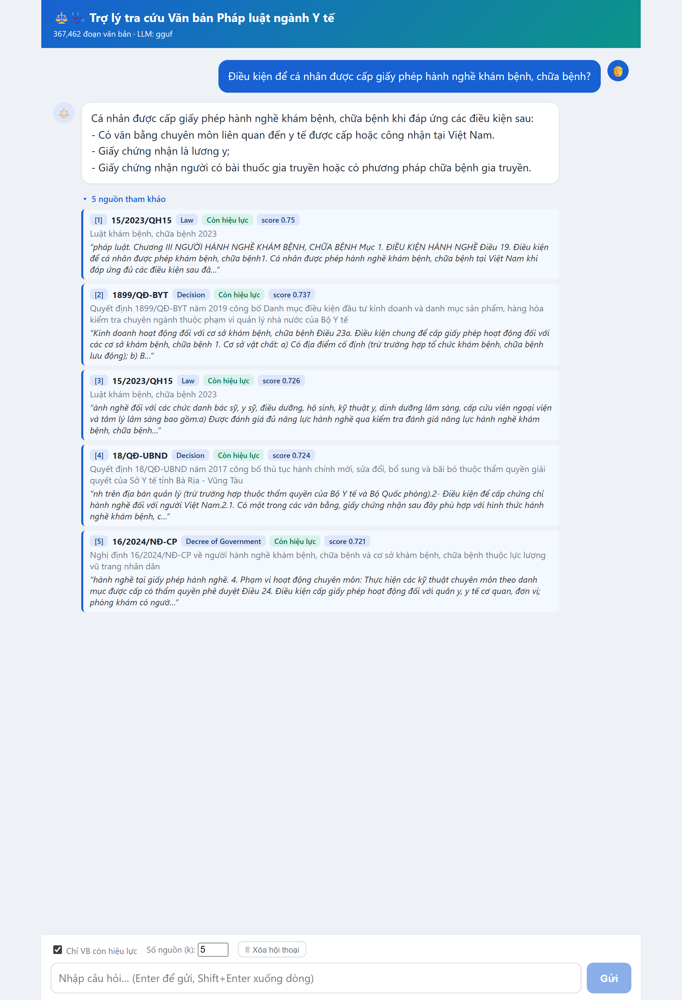 Trợ lý tra cứu Văn bản Pháp luật ngành Y tế
367,462 đoạn văn bản · LLM: gguf
Điều kiện để cá nhân được cấp giấy phép hành nghề khám bệnh, chữa bệnh?
Cá nhân được cấp giấy phép hành nghề khám bệnh, chữa bệnh khi đáp ứng các điều kiện sau:
- Có văn bằng chuyên môn liên quan đến y tế được cấp hoặc công nhận tại Việt Nam.
- Giấy chứng nhận là lương y;
- Giấy chứng nhận người có bài thuốc gia truyền hoặc có phương pháp chữa bệnh gia truyền.
▾ 5 nguồn tham khảo
[1] 15/2023/QH15 Law Còn hiệu lực score 0.75
Luật khám bệnh, chữa bệnh 2023
“pháp luật. Chương III NGƯỜI HÀNH NGHỀ KHÁM BỆNH, CHỮA BỆNH Mục 1. ĐIỀU KIỆN HÀNH NGHỀ Điều 19. Điều kiện
để cá nhân được phép khám bệnh, chữa bệnh1. Cá nhân được phép hành nghề khám bệnh, chữa bệnh tại Việt Nam khi
đáp ứng đủ các điều kiện sau đâ...”
[2] 1899/QĐ-BYT Decision Còn hiệu lực score 0.737
Quyết định 1899/QĐ-BYT năm 2019 công bố Danh mục điều kiện đầu tư kinh doanh và danh mục sản phẩm, hàng hóa
kiểm tra chuyên ngành thuộc phạm vi quản lý nhà nước của Bộ Y tế
“Kinh doanh hoạt động đối với cơ sở khám bệnh, chữa bệnh Điều 23a. Điều kiện chung để cấp giấy phép hoạt động đối với
các cơ sở khám bệnh, chữa bệnh 1. Cơ sở vật chất: a) Có địa điểm cố định (trừ trường hợp tổ chức khám bệnh, chữa bệnh
lưu động); b) B...”
[3] 15/2023/QH15 Law Còn hiệu lực score 0.726
Luật khám bệnh, chữa bệnh 2023
“ành nghề đối với các chức danh bác sỹ, y sỹ, điều dưỡng, hộ sinh, kỹ thuật y, dinh dưỡng lâm sàng, cấp cứu viên ngoại viện
và tâm lý lâm sàng bao gồm:a) Được đánh giá đủ năng lực hành nghề qua kiểm tra đánh giá năng lực hành nghề khám
bệnh, chữa bệnh...”
[4] 18/QĐ-UBND Decision Còn hiệu lực score 0.724
Quyết định 18/QĐ-UBND năm 2017 công bố thủ tục hành chính mới, sửa đổi, bổ sung và bãi bỏ thuộc thẩm quyền giải
quyết của Sở Y tế tỉnh Bà Rịa - Vũng Tàu
“nh trên địa bàn quản lý (trừ trường hợp thuộc thẩm quyền của Bộ Y tế và Bộ Quốc phòng).2- Điều kiện để cấp chứng chỉ
hành nghề đối với người Việt Nam.2.1. Có một trong các văn bằng, giấy chứng nhận sau đây phù hợp với hình thức hành
nghề khám bệnh, c...”
[5] 16/2024/NĐ-CP Decree of Government Còn hiệu lực score 0.721
Nghị định 16/2024/NĐ-CP về người hành nghề khám bệnh, chữa bệnh và cơ sở khám bệnh, chữa bệnh thuộc lực lượng
vũ trang nhân dân
“hành nghề tại giấy phép hành nghề. 4. Phạm vi hoạt động chuyên môn: Thực hiện các kỹ thuật chuyên môn theo danh
mục được cấp có thẩm quyền phê duyệt Điều 24. Điều kiện cấp giấy phép hoạt động đối với quân y, y tế cơ quan, đơn vị;
phòng khám có ngườ...”
Chỉ VB còn hiệu lực Số nguồn (k): 5 Xóa hội thoại
Nhập câu hỏi... (Enter để gửi, Shift+Enter xuống dòng) Gửi